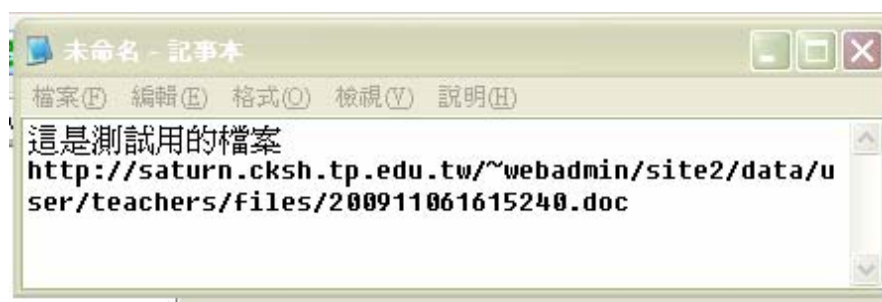 未命名 - 記事本
檔案(F) 編輯(E) 格式(O) 檢視(V) 說明(H)
這是測試用的檔案
http://saturn.cksh.tp.edu.tw/~webadmin/site2/data/u
ser/teachers/files/200911061615240.doc